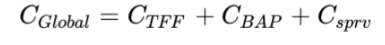 C_{Global} = C_{TFF} + C_{BAP} + C_{sprv}